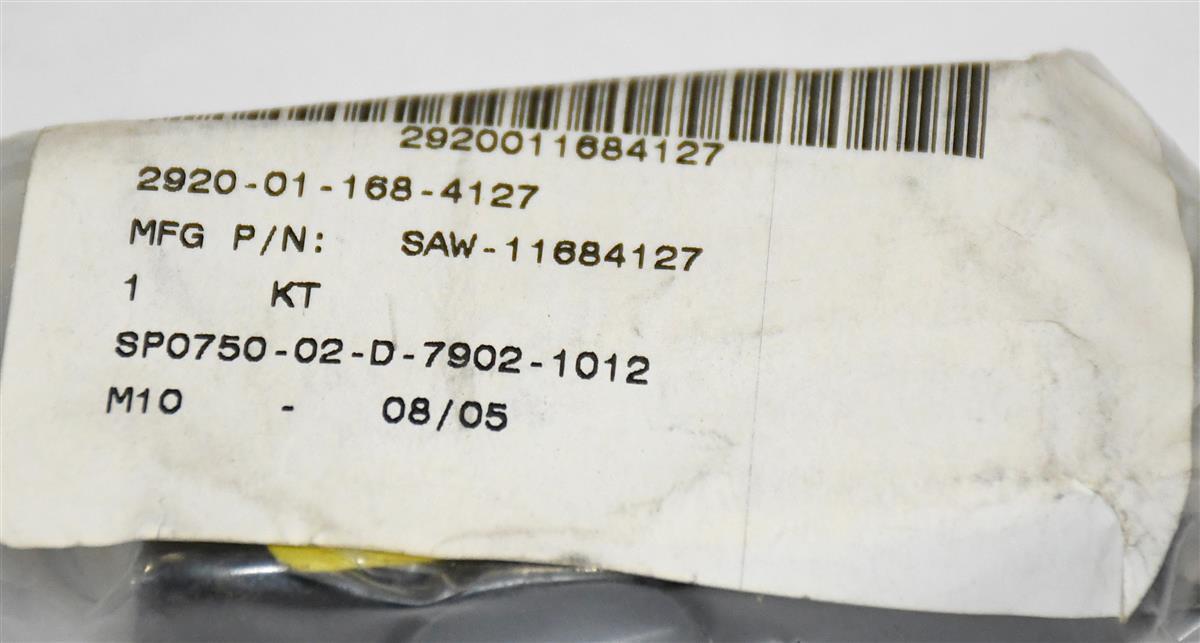 2920011684127
2920-01-168-4127
MFG P/N: SAW-11684127
1 KT
SP0750-02-D-7902-1012
M10 - 08/05